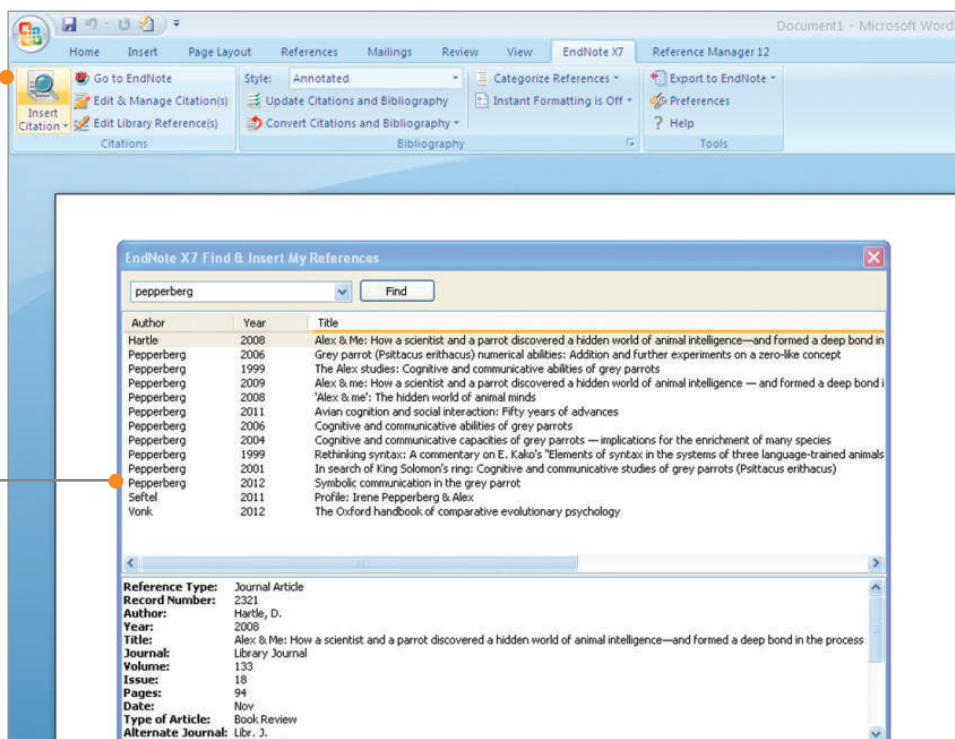 Document1 - Microsoft Word
Home Insert Page Layout References Mailings Review View EndNote X7 Reference Manager 12
Insert Citation
Go to EndNote
Edit & Manage Citation(s)
Edit Library Reference(s)
Citations
Style: Annotated
Update Citations and Bibliography
Convert Citations and Bibliography
Categorize References
Instant Formatting is Off
Bibliography
Export to EndNote
Preferences
? Help
Tools
EndNote X7 Find & Insert My References
pepperberg Find
Author Year Title
Hartle 2008 Alex & Me: How a scientist and a parrot discovered a hidden world of animal intelligence—and formed a deep bond in
Pepperberg 2006 Grey parrot (Psittacus erithacus) numerical abilities: Addition and further experiments on a zero-like concept
Pepperberg 1999 The Alex studies: Cognitive and communicative abilities of grey parrots
Pepperberg 2009 Alex & me: How a scientist and a parrot discovered a hidden world of animal intelligence — and formed a deep bond i
Pepperberg 2008 'Alex & me': The hidden world of animal minds
Pepperberg 2011 Avian cognition and social interaction: Fifty years of advances
Pepperberg 2006 Cognitive and communicative abilities of grey parrots
Pepperberg 2004 Cognitive and communicative capacities of grey parrots — implications for the enrichment of many species
Pepperberg 1999 Rethinking syntax: A commentary on E. Kako's "Elements of syntax in the systems of three language-trained animals
Pepperberg 2001 In search of King Solomon's ring: Cognitive and communicative studies of grey parrots (Psittacus erithacus)
Pepperberg 2012 Symbolic communication in the grey parrot
Seftel 2011 Profile: Irene Pepperberg & Alex
Vonk 2012 The Oxford handbook of comparative evolutionary psychology
Reference Type: Journal Article
Record Number: 2321
Author: Hartle, D.
Year: 2008
Title: Alex & Me: How a scientist and a parrot discovered a hidden world of animal intelligence—and formed a deep bond in the process
Journal: Library Journal
Volume: 133
Issue: 18
Pages: 94
Date: Nov
Type of Article: Book Review
Alternate Journal: Libr. J.